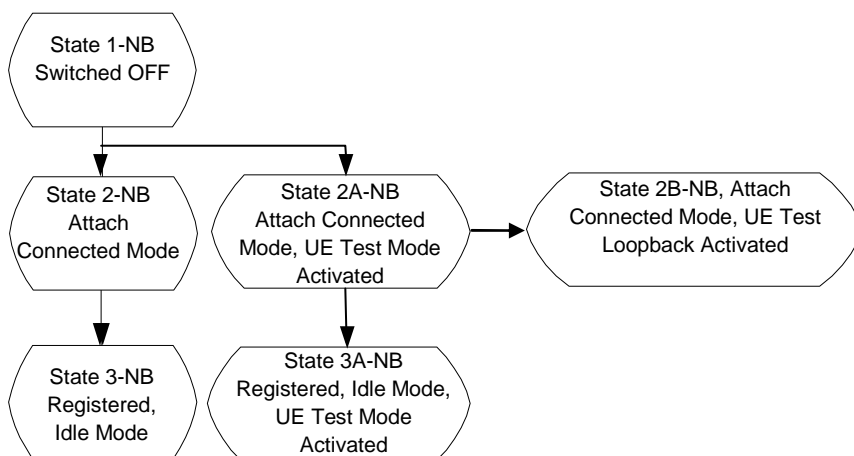 State 1-NB
Switched OFF
State 2-NB
Attach
Connected Mode
State 2A-NB
Attach Connected
Mode, UE Test Mode
Activated
State 2B-NB, Attach
Connected Mode, UE Test
Loopback Activated
State 3-NB
Registered,
Idle Mode
State 3A-NB
Registered, Idle Mode,
UE Test Mode
Activated